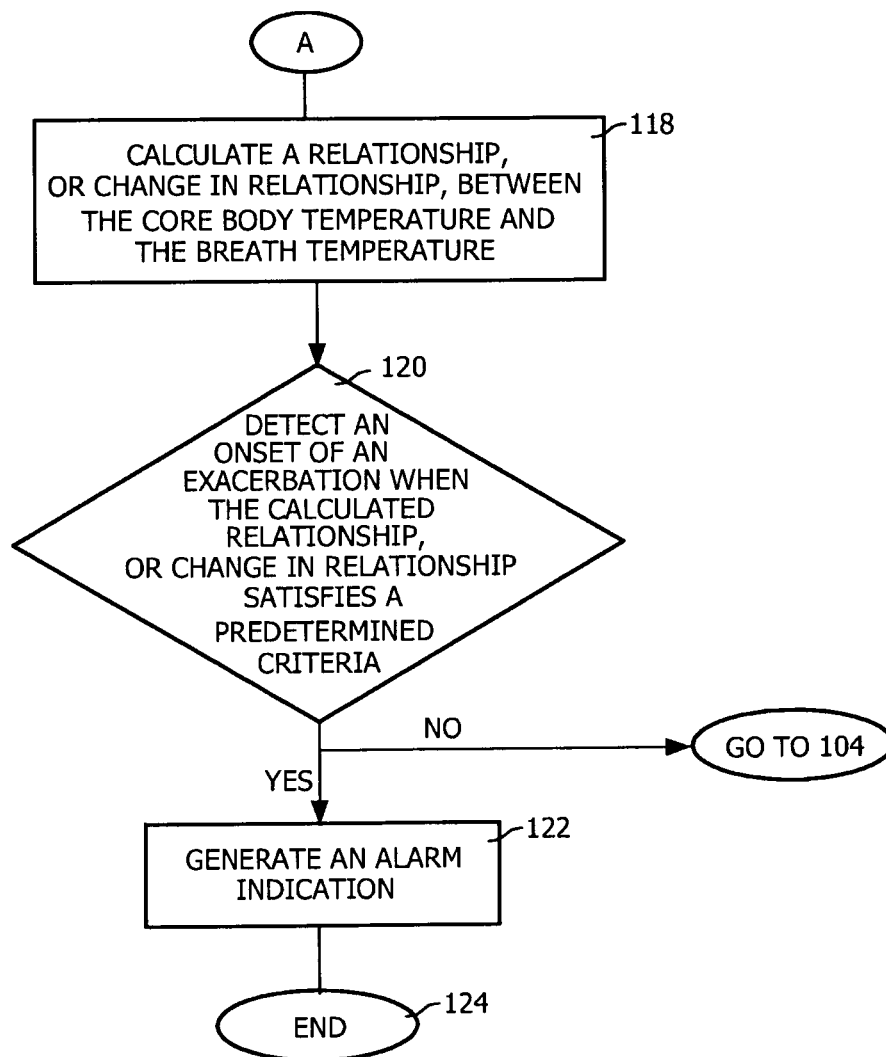 A
118
CALCULATE A RELATIONSHIP,
OR CHANGE IN RELATIONSHIP, BETWEEN
THE CORE BODY TEMPERATURE AND
THE BREATH TEMPERATURE
120
DETECT AN
ONSET OF AN
EXACERBATION WHEN
THE CALCULATED
RELATIONSHIP,
OR CHANGE IN RELATIONSHIP
SATISFIES A
PREDETERMINED
CRITERIA
NO
GO TO 104
YES
122
GENERATE AN ALARM
INDICATION
124
END